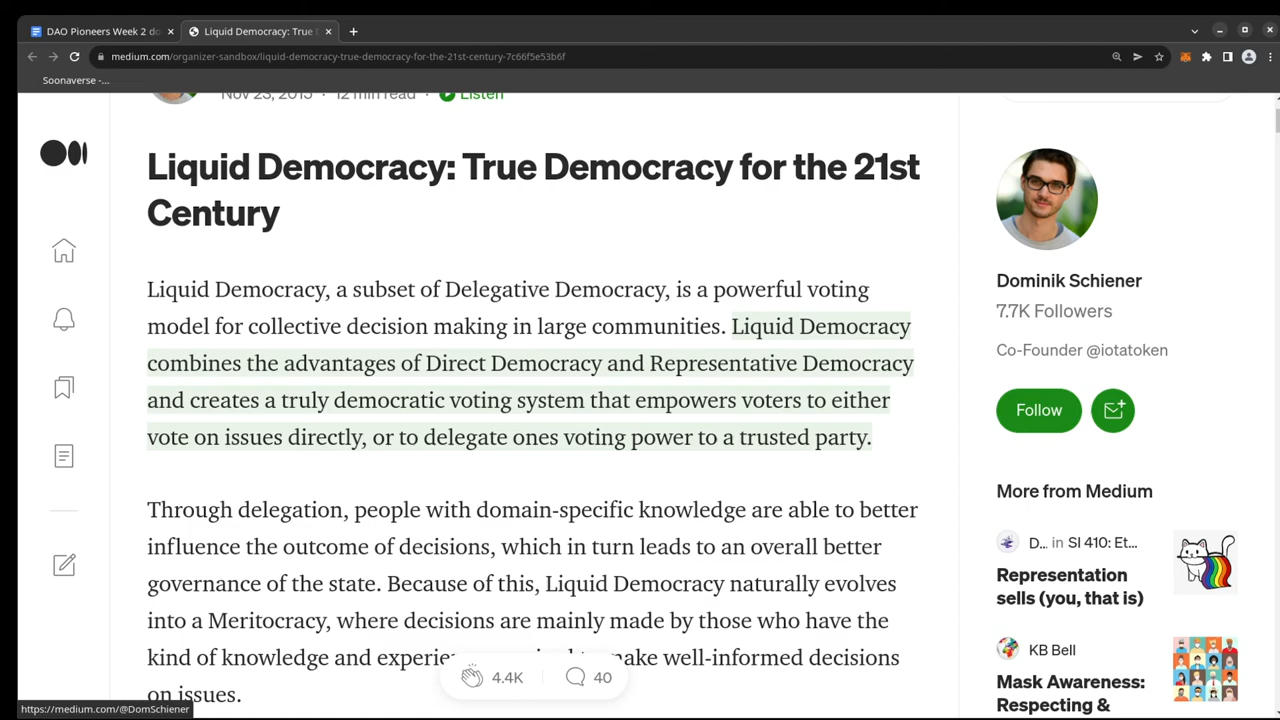 DAO Pioneers Week 2 do
Liquid Democracy: True D
medium.com/organizer-sandbox/liquid-democracy-true-democracy-for-the-21st-century-7c66f5e53b6f
Soonaverse -...
Nov 23, 2015 · 12 min read · Listen
Liquid Democracy: True Democracy for the 21st
Century
Liquid Democracy, a subset of Delegative Democracy, is a powerful voting
model for collective decision making in large communities. Liquid Democracy
combines the advantages of Direct Democracy and Representative Democracy
and creates a truly democratic voting system that empowers voters to either
vote on issues directly, or to delegate ones voting power to a trusted party.
Through delegation, people with domain-specific knowledge are able to better
influence the outcome of decisions, which in turn leads to an overall better
governance of the state. Because of this, Liquid Democracy naturally evolves
into a Meritocracy, where decisions are mainly made by those who have the
kind of knowledge and make well-informed decisions
on issues.
4.4K
40
https://medium.com/@DomSchiener
Dominik Schiener
7.7K Followers
Co-Founder @iotatoken
Follow
More from Medium
D... in SI 410: Et...
Representation
sells (you, that is)
KB Bell
Mask Awareness:
Respecting &